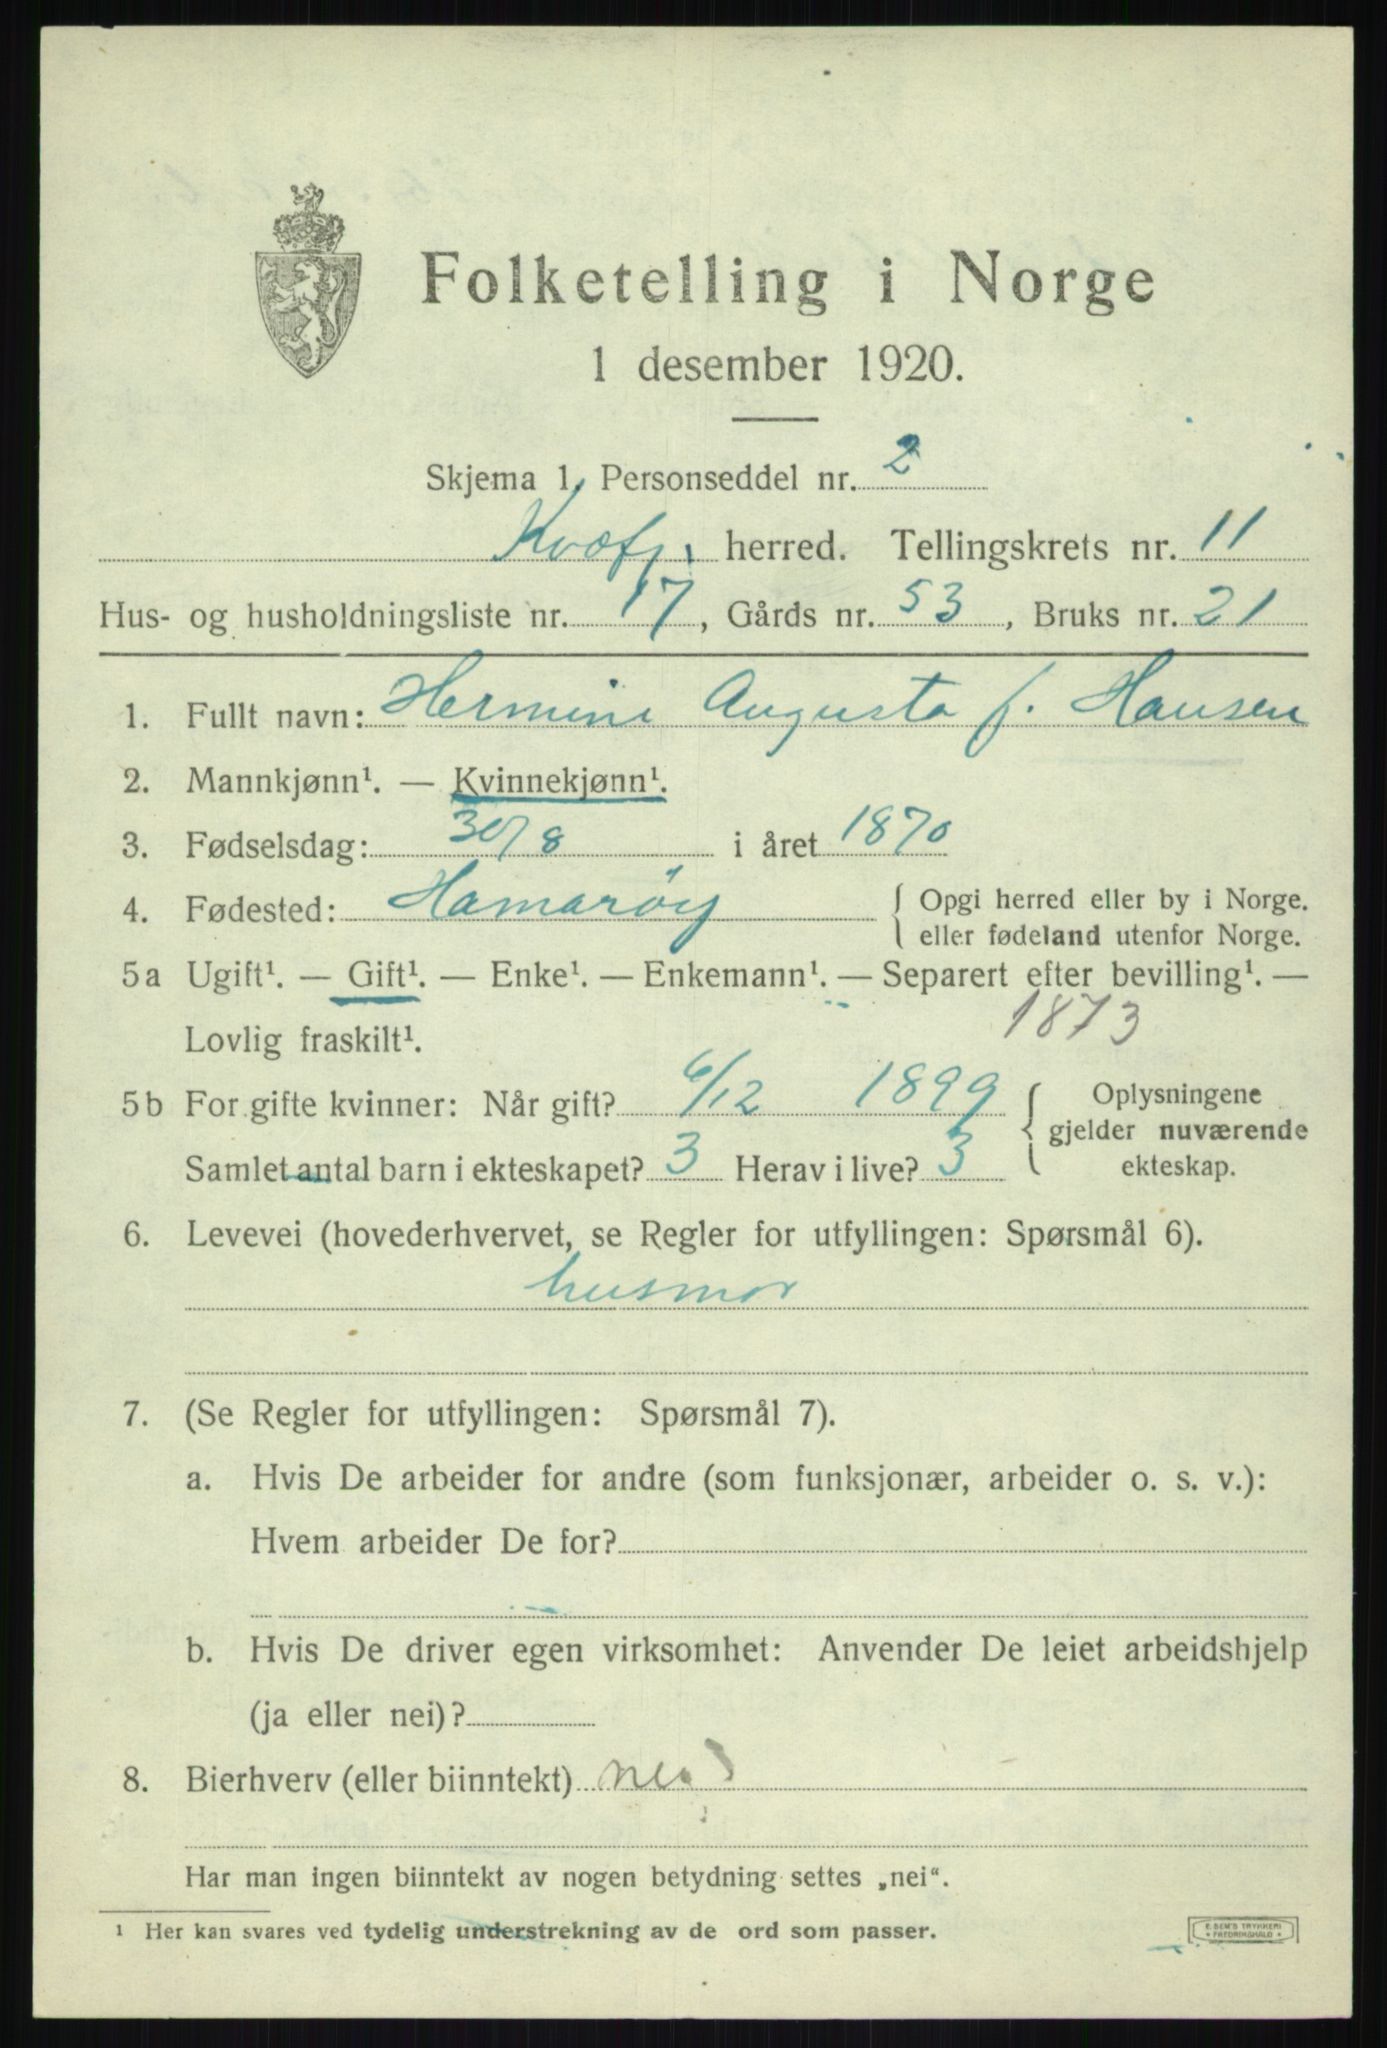 Folketelling i Norge
1 desember 1920.
Skjema 1. Personseddel nr. 2
Kvæfj. herred. Tellingskrets nr. 11
Hus- og husholdningsliste nr. 17, Gårds nr. 53, Bruks nr. 21
1. Fullt navn: Hermine Augusta f. Hansen
2. Mannkjønn¹. — Kvinnekjønn¹.
3. Fødselsdag: 30/8 i året 1870
4. Fødested: Hamarøy { Opgi herred eller by i Norge.
eller fødeland utenfor Norge.
5a Ugift¹. — Gift¹. — Enke¹. — Enkemann¹. — Separert efter bevilling¹. —
Lovlig fraskilt¹. 1873
5b For gifte kvinner: Når gift? 6/12 1899 { Oplysningene
gjelder nuværende
ekteskap.
Samlet antal barn i ekteskapet? 3 Herav i live? 3
6. Levevei (hovederhvervet, se Regler for utfyllingen: Spørsmål 6).
husmor
7. (Se Regler for utfyllingen: Spørsmål 7).
a. Hvis De arbeider for andre (som funksjonær, arbeider o. s. v.):
Hvem arbeider De for?
b. Hvis De driver egen virksomhet: Anvender De leiet arbeidshjelp
(ja eller nei)?
8. Bierhverv (eller biinntekt) nei
Har man ingen biinntekt av nogen betydning settes „nei“.
¹ Her kan svares ved tydelig understrekning av de ord som passer.
E. SEM'S TRYKKERI
* FREDRIKSHALD *